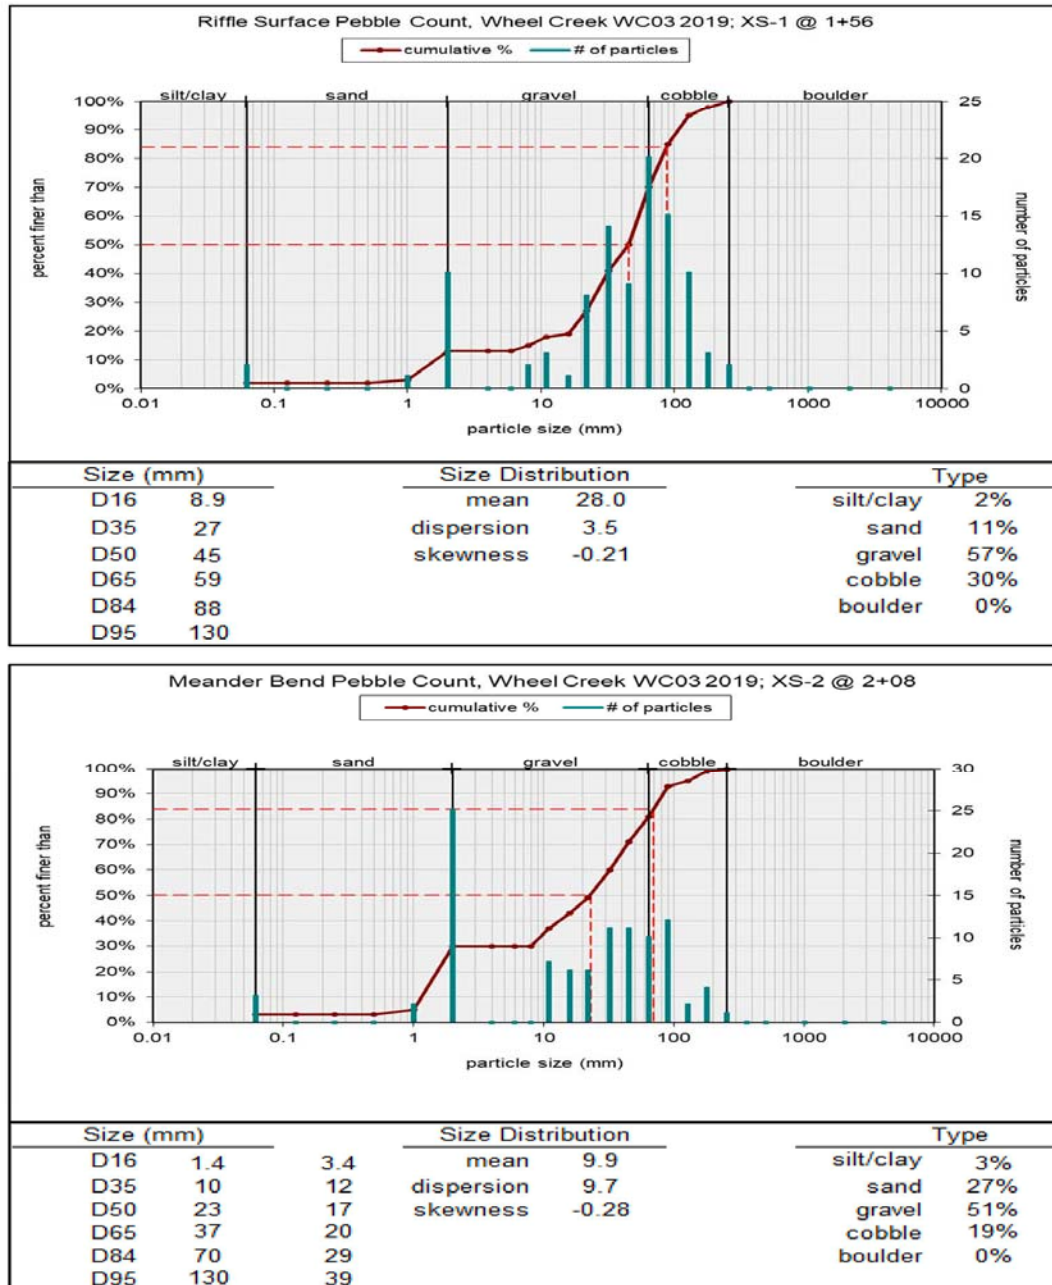 Riffle Surface Pebble Count, Wheel Creek WC03 2019; XS-1 @ 1+56
cumulative % # of particles
silt/clay sand gravel cobble boulder
100% 25
90%
80% 20
70%
60% 15
50%
40% 10
30%
20% 5
10%
0% 0
percent finer than
number of particles
0.01 0.1 1 10 100 1000 10000
particle size (mm)
Size (mm) Size Distribution Type
D16 8.9 mean 28.0 silt/clay 2%
D35 27 dispersion 3.5 sand 11%
D50 45 skewness -0.21 gravel 57%
D65 59 cobble 30%
D84 88 boulder 0%
D95 130
Meander Bend Pebble Count, Wheel Creek WC03 2019; XS-2 @ 2+08
cumulative % # of particles
silt/clay sand gravel cobble boulder
100% 30
90%
80% 25
70%
60% 20
50% 15
40%
30% 10
20% 5
10%
0% 0
percent finer than
number of particles
0.01 0.1 1 10 100 1000 10000
particle size (mm)
Size (mm) Size Distribution Type
D16 1.4 3.4 mean 9.9 silt/clay 3%
D35 10 12 dispersion 9.7 sand 27%
D50 23 17 skewness -0.28 gravel 51%
D65 37 20 cobble 19%
D84 70 29 boulder 0%
D95 130 39